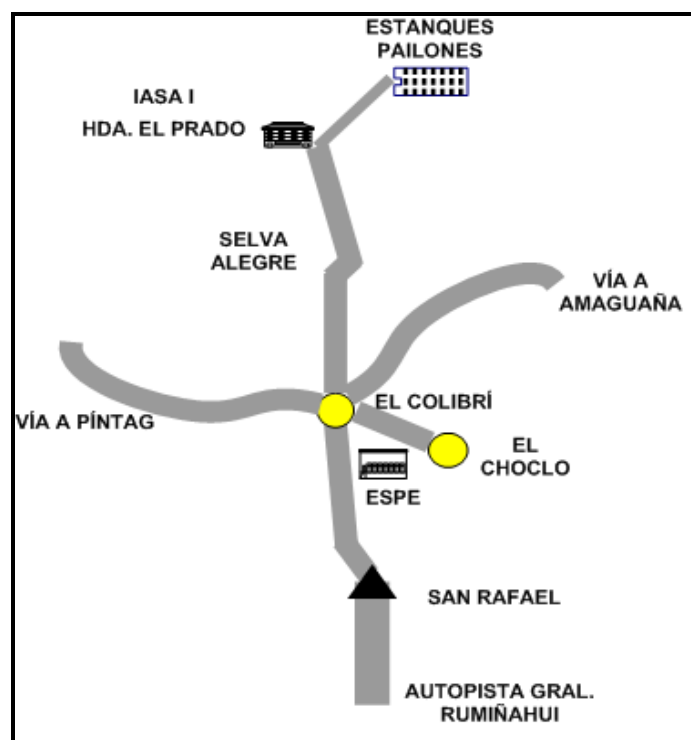 ESTANQUES
PAILONES
IASA I
HDA. EL PRADO
SELVA
ALEGRE
VÍA A
AMAGUAÑA
EL COLIBRÍ
VÍA A PÍNTAG
EL
CHOCLO
ESPE
SAN RAFAEL
AUTOPISTA GRAL.
RUMIÑAHUI